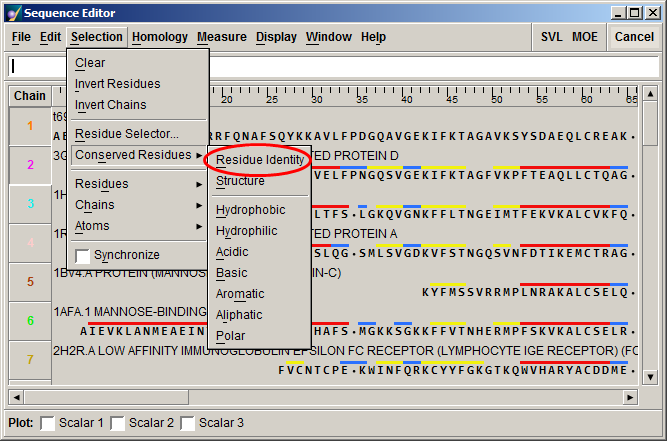 Sequence Editor
File Edit Selection Homology Measure Display Window Help SVL MOE Cancel
Clear
Invert Residues
Invert Chains
Residue Selector...
Conserved Residues
Residues
Chains
Atoms
Synchronize
Residue Identity
Structure
Hydrophobic
Hydrophilic
Acidic
Basic
Aromatic
Aliphatic
Polar
Chain 20 25 30 35 40 45 50 55 60 65
1 t69
RRFQNAFSQYKKAVLFPDGQAVGEKIFKTAGAVKSYSDAEQLCREAK.
2 3G TED PROTEIN D
VELFPNGQSVGEKIFKTAGFVKPFTEAQLLCTQAG.
3 1H
LTFS.LGKQVGNKFFLTNGEIMTFEKVKALCVKFQ.
4 1R TED PROTEIN A
SLQG.SMLSVGDKVFSTNGQSVNFDTIKEMCTRAG.
5 1BV4.A PROTEIN (MANNOS IN-C)
KYFMSSVRRMPLNRAKALCSELQ.
6 1AFA.1 MANNOSE-BINDING
AIEVKLANMEAEIN HAFS.MGKKSGKKFFVTNHERMPFSKVKALCSELR.
7 2H2R.A LOW AFFINITY IMMUNOGLOBULIN EPSILON FC RECEPTOR (LYMPHOCYTE IGE RECEPTOR) (FC
FVCNTCPE.KWINFQRKCYYFGKGTKQWVHARYACDDME.
Plot: Scalar 1 Scalar 2 Scalar 3